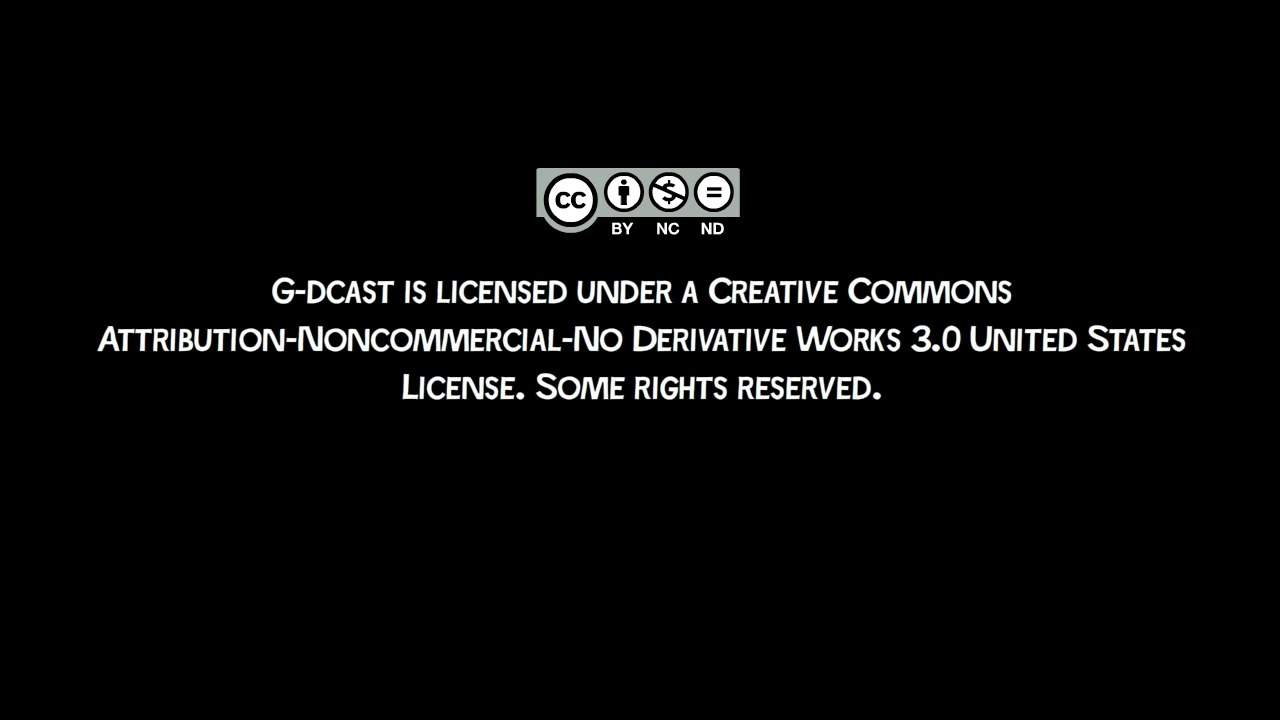 CC BY NC ND
G-dcast is licensed under a Creative Commons
Attribution-Noncommercial-No Derivative Works 3.0 United States
License. Some rights reserved.